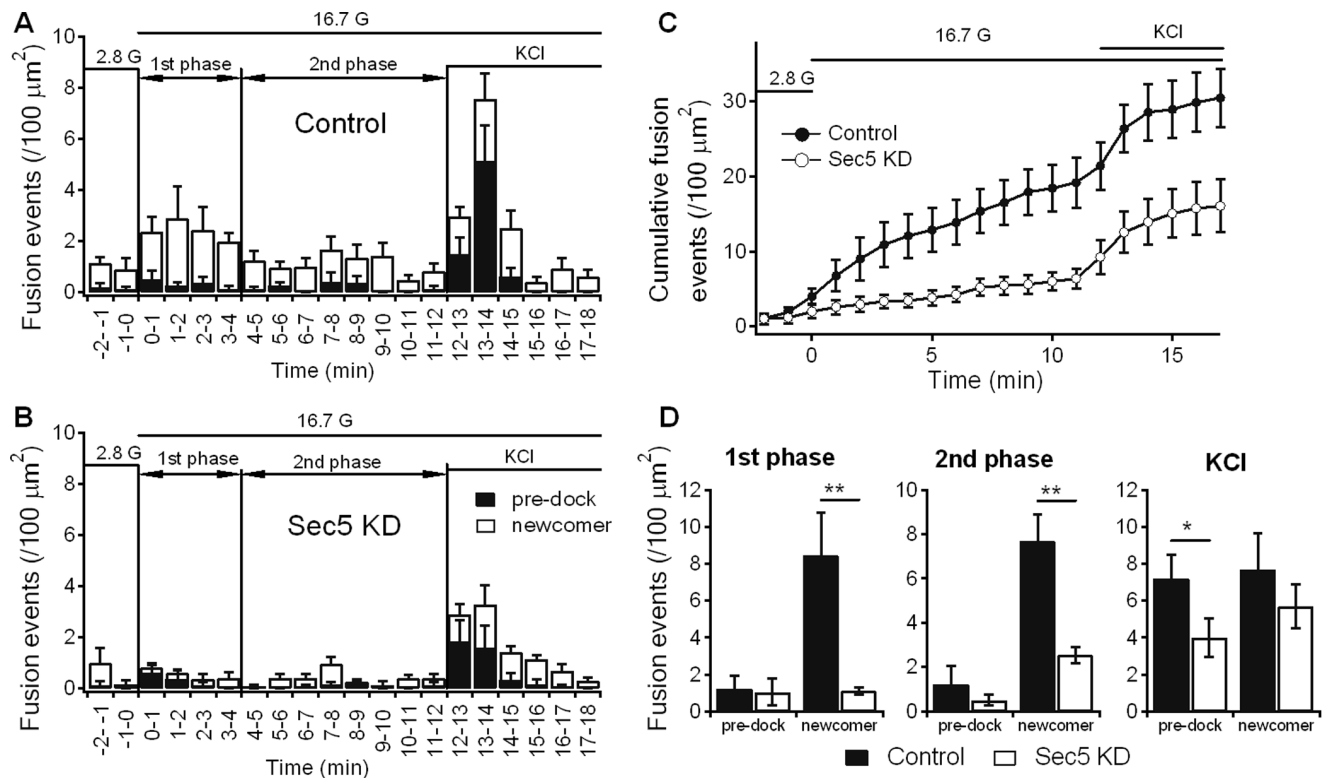 A
16.7 G
Fusion events (/100 μm2)
10
8
6
4
2
0
2.8 G
1st phase
2nd phase
KCl
Control
-2--1
-1-0
0-1
1-2
2-3
3-4
4-5
5-6
6-7
7-8
8-9
9-10
10-11
11-12
12-13
13-14
14-15
15-16
16-17
17-18
Time (min)
B
16.7 G
Fusion events (/100 μm2)
10
8
6
4
2
0
2.8 G
1st phase
2nd phase
KCl
pre-dock
newcomer
Sec5 KD
-2--1
-1-0
0-1
1-2
2-3
3-4
4-5
5-6
6-7
7-8
8-9
9-10
10-11
11-12
12-13
13-14
14-15
15-16
16-17
17-18
Time (min)
C
KCl
16.7 G
2.8 G
Cumulative fusion
events (/100 μm2)
30
20
10
0
Control
Sec5 KD
0
5
10
15
Time (min)
D
Fusion events (/100 μm2)
1st phase
12
10
8
6
4
2
0
**
pre-dock
newcomer
2nd phase
10
8
6
4
2
0
**
pre-dock
newcomer
KCl
12
10
8
6
4
2
0
*
pre-dock
newcomer
Control
Sec5 KD